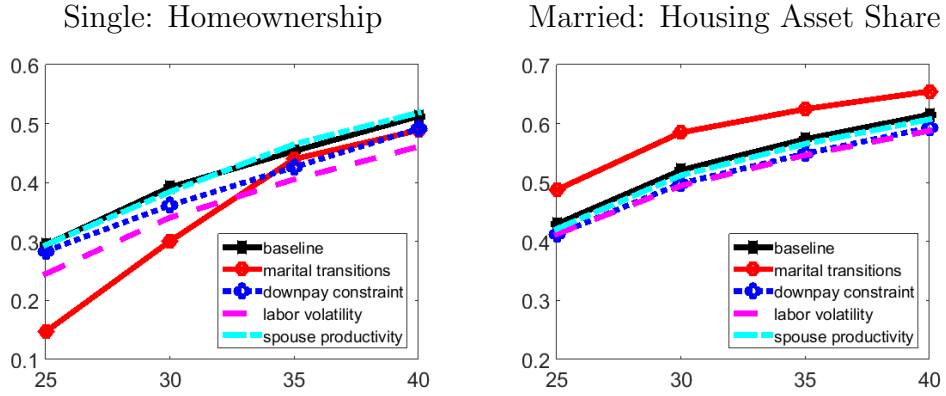 Single: Homeownership
0.6
0.5
0.4
0.3
0.2
0.1
25
30
35
40
baseline
marital transitions
downpay constraint
labor volatility
spouse productivity
Married: Housing Asset Share
0.7
0.6
0.5
0.4
0.3
0.2
25
30
35
40
baseline
marital transitions
downpay constraint
labor volatility
spouse productivity